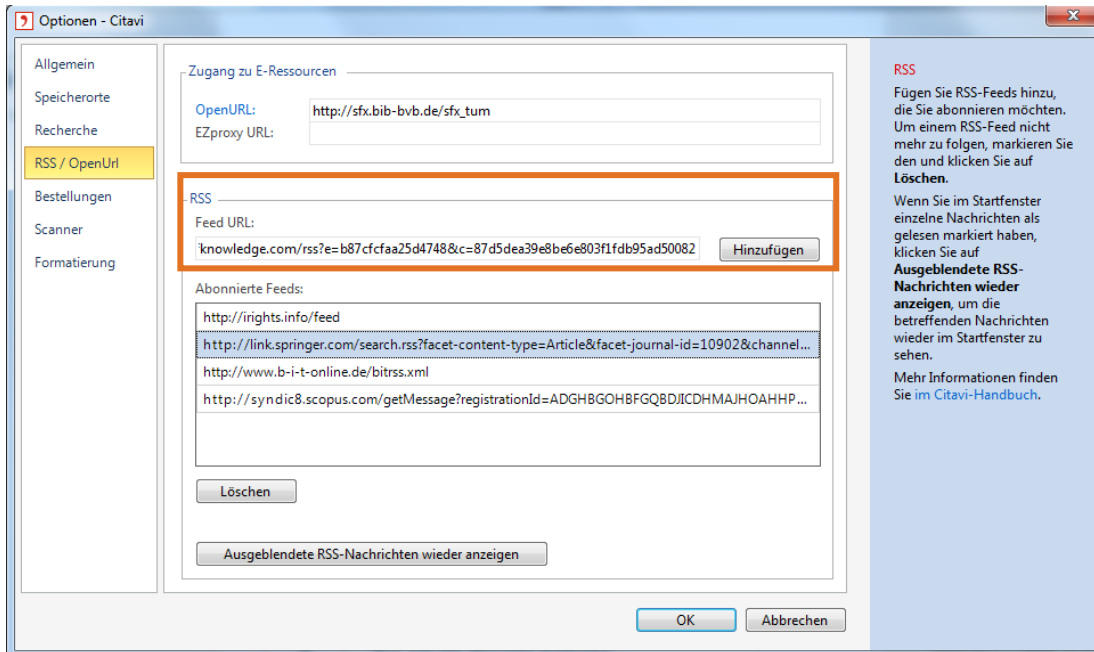 Optionen - Citavi
x
Allgemein
Speicherorte
Recherche
RSS / OpenUrl
Bestellungen
Scanner
Formatierung
Zugang zu E-Ressourcen
OpenURL: http://sfx.bib-bvb.de/sfx_tum
EZproxy URL:
RSS
Feed URL:
knowledge.com/rss?e=b87cfcfaa25d4748&c=87d5dea39e8be6e803f1fdb95ad50082 Hinzufügen
Abonnierte Feeds:
http://irights.info/feed
http://link.springer.com/search.rss?facet-content-type=Article&facet-journal-id=10902&channel...
http://www.b-i-t-online.de/bitrss.xml
http://syndic8.scopus.com/getMessage?registrationId=ADGHBGOHBFGQBDJICDHMAJHOAHHP...
Löschen
Ausgeblendete RSS-Nachrichten wieder anzeigen
OK Abbrechen
RSS
Fügen Sie RSS-Feeds hinzu,
die Sie abonnieren möchten.
Um einem RSS-Feed nicht
mehr zu folgen, markieren Sie
den und klicken Sie auf
Löschen.
Wenn Sie im Startfenster
einzelne Nachrichten als
gelesen markiert haben,
klicken Sie auf
Ausgeblendete RSS-
Nachrichten wieder
anzeigen, um die
betreffenden Nachrichten
wieder im Startfenster zu
sehen.
Mehr Informationen finden
Sie im Citavi-Handbuch.